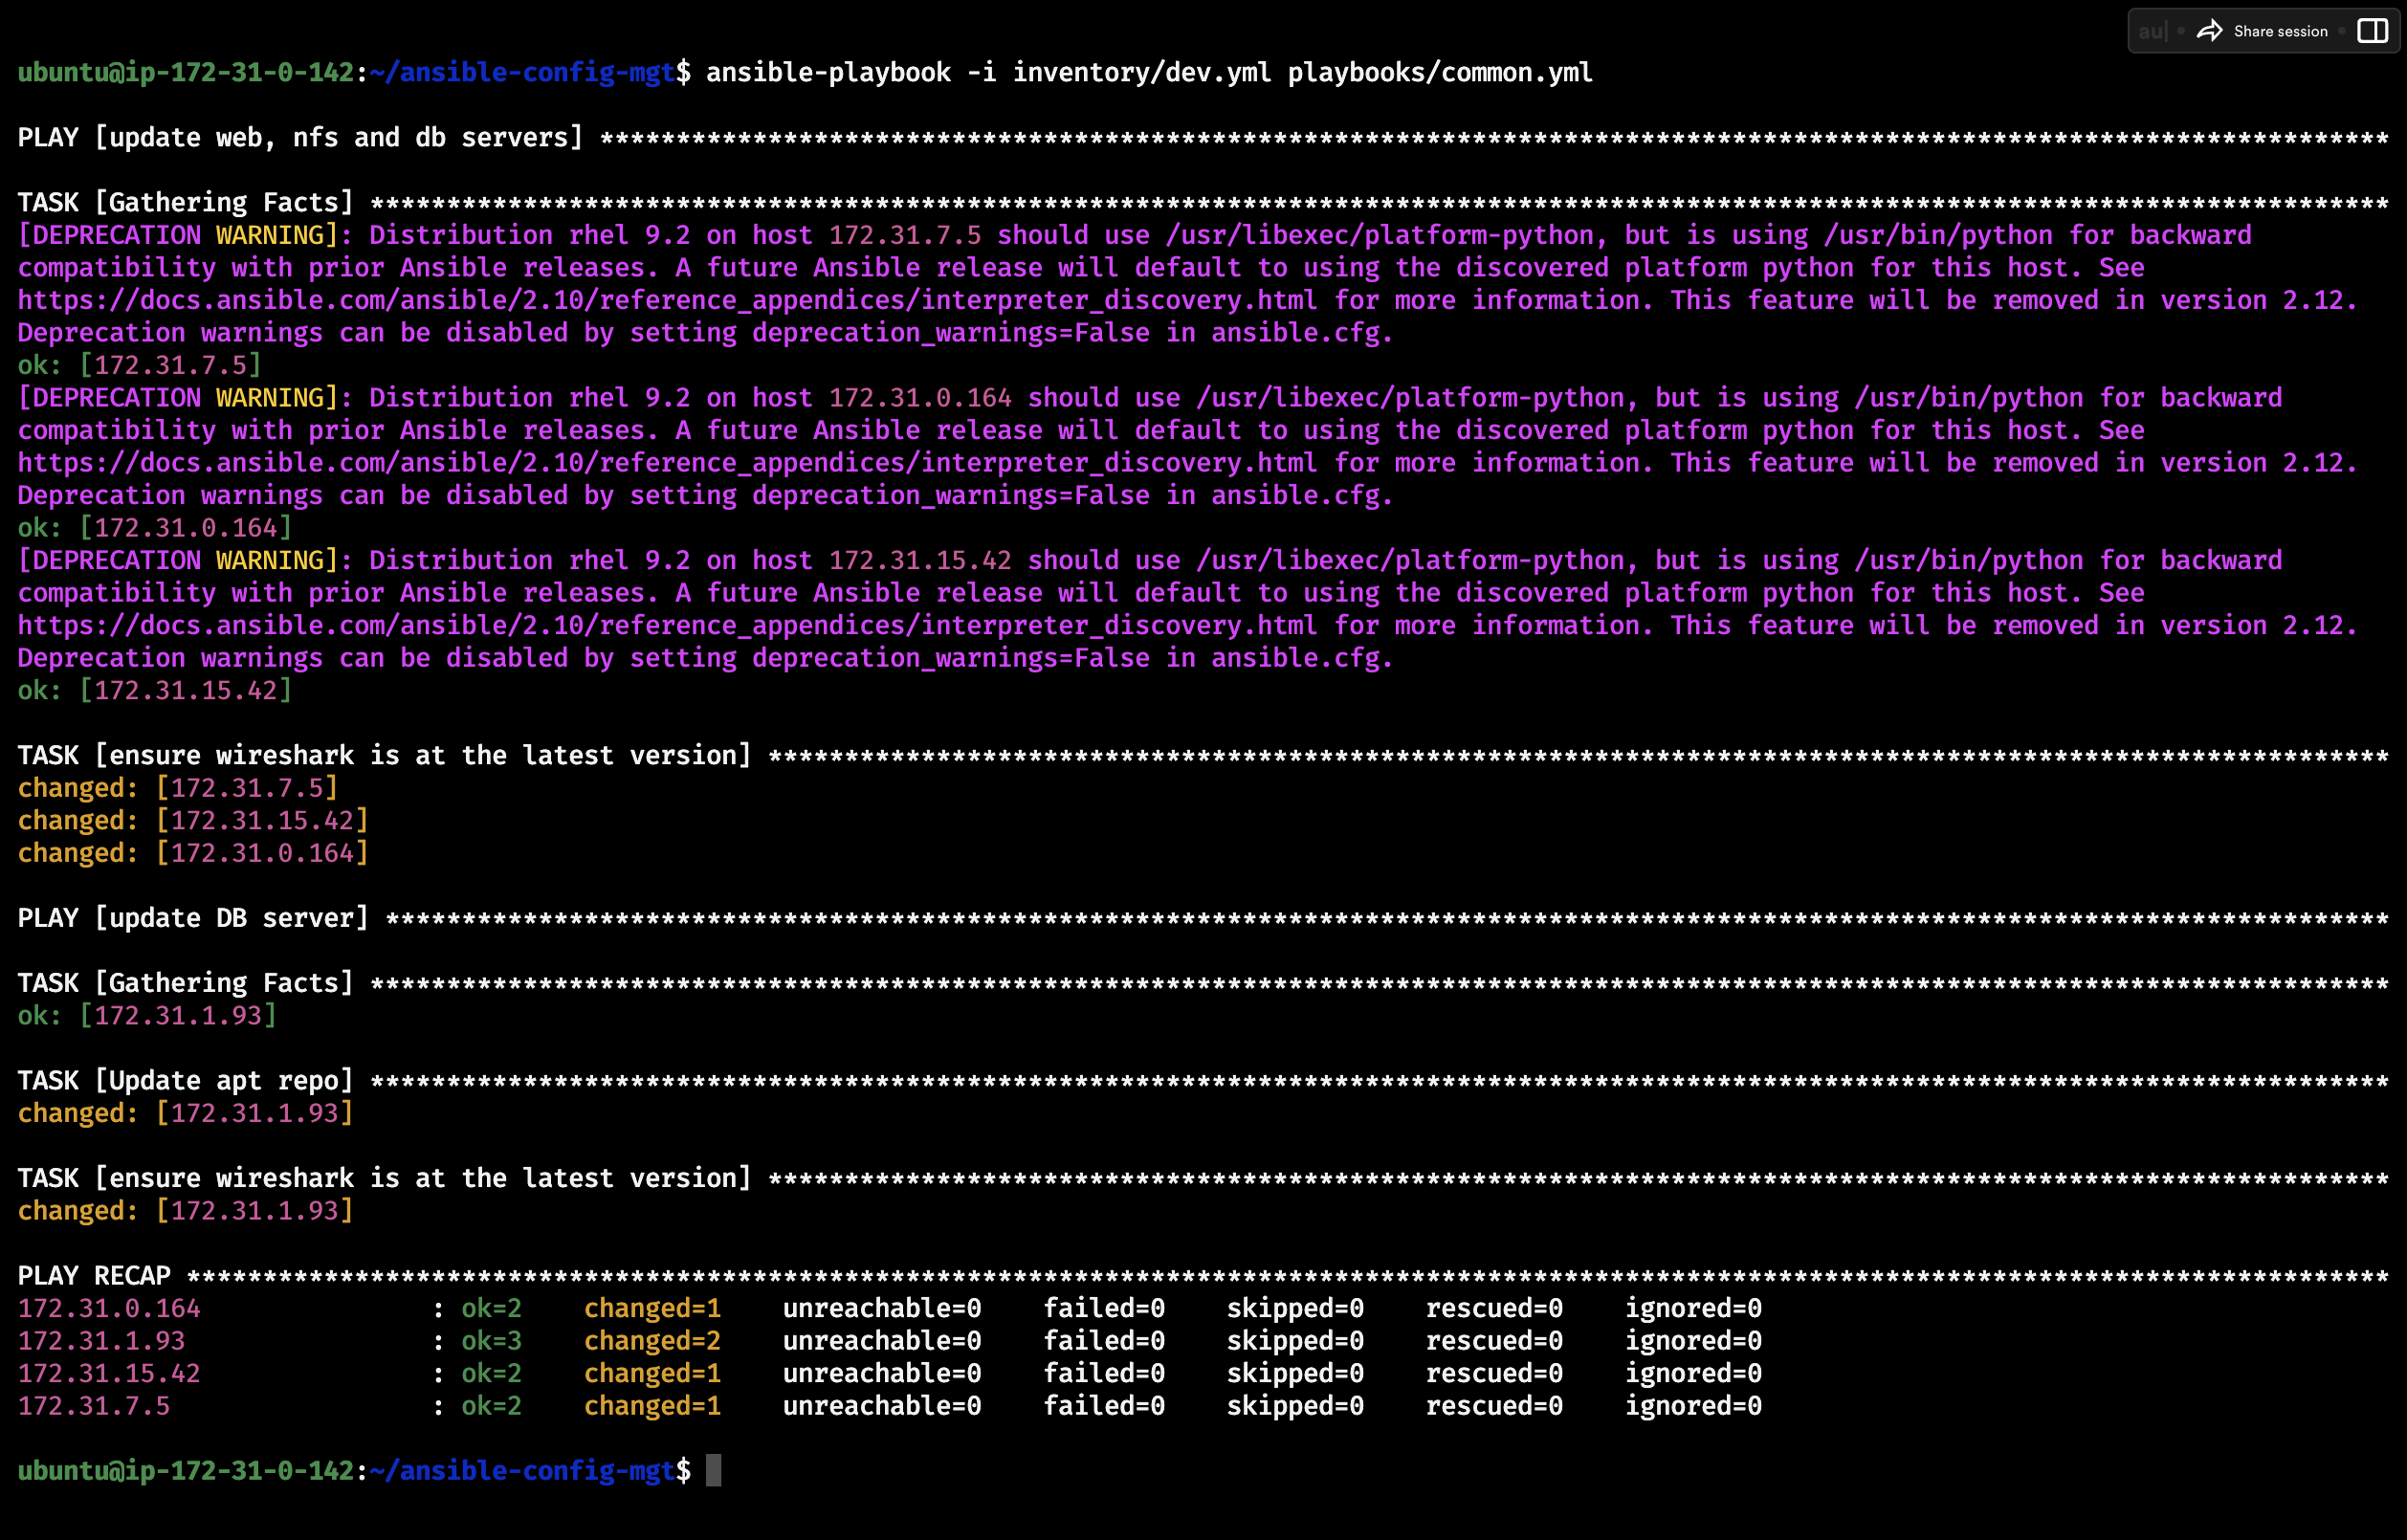 au| • Share session •
ubuntu@ip-172-31-0-142:~/ansible-config-mgt$ ansible-playbook -i inventory/dev.yml playbooks/common.yml
PLAY [update web, nfs and db servers] *********************************************************************************************************************
TASK [Gathering Facts] ************************************************************************************************************************************
[DEPRECATION WARNING]: Distribution rhel 9.2 on host 172.31.7.5 should use /usr/libexec/platform-python, but is using /usr/bin/python for backward
compatibility with prior Ansible releases. A future Ansible release will default to using the discovered platform python for this host. See
https://docs.ansible.com/ansible/2.10/reference_appendices/interpreter_discovery.html for more information. This feature will be removed in version 2.12.
Deprecation warnings can be disabled by setting deprecation_warnings=False in ansible.cfg.
ok: [172.31.7.5]
[DEPRECATION WARNING]: Distribution rhel 9.2 on host 172.31.0.164 should use /usr/libexec/platform-python, but is using /usr/bin/python for backward
compatibility with prior Ansible releases. A future Ansible release will default to using the discovered platform python for this host. See
https://docs.ansible.com/ansible/2.10/reference_appendices/interpreter_discovery.html for more information. This feature will be removed in version 2.12.
Deprecation warnings can be disabled by setting deprecation_warnings=False in ansible.cfg.
ok: [172.31.0.164]
[DEPRECATION WARNING]: Distribution rhel 9.2 on host 172.31.15.42 should use /usr/libexec/platform-python, but is using /usr/bin/python for backward
compatibility with prior Ansible releases. A future Ansible release will default to using the discovered platform python for this host. See
https://docs.ansible.com/ansible/2.10/reference_appendices/interpreter_discovery.html for more information. This feature will be removed in version 2.12.
Deprecation warnings can be disabled by setting deprecation_warnings=False in ansible.cfg.
ok: [172.31.15.42]
TASK [ensure wireshark is at the latest version] **********************************************************************************************************
changed: [172.31.7.5]
changed: [172.31.15.42]
changed: [172.31.0.164]
PLAY [update DB server] ***********************************************************************************************************************************
TASK [Gathering Facts] ************************************************************************************************************************************
ok: [172.31.1.93]
TASK [Update apt repo] ************************************************************************************************************************************
changed: [172.31.1.93]
TASK [ensure wireshark is at the latest version] **********************************************************************************************************
changed: [172.31.1.93]
PLAY RECAP ************************************************************************************************************************************************
172.31.0.164 : ok=2 changed=1 unreachable=0 failed=0 skipped=0 rescued=0 ignored=0
172.31.1.93 : ok=3 changed=2 unreachable=0 failed=0 skipped=0 rescued=0 ignored=0
172.31.15.42 : ok=2 changed=1 unreachable=0 failed=0 skipped=0 rescued=0 ignored=0
172.31.7.5 : ok=2 changed=1 unreachable=0 failed=0 skipped=0 rescued=0 ignored=0
ubuntu@ip-172-31-0-142:~/ansible-config-mgt$